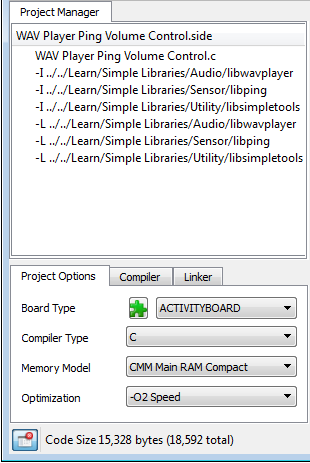 Project Manager
WAV Player Ping Volume Control.side
WAV Player Ping Volume Control.c
-I ../../Learn/Simple Libraries/Audio/libwavplayer
-I ../../Learn/Simple Libraries/Sensor/libping
-I ../../Learn/Simple Libraries/Utility/libsimpletools
-L ../../Learn/Simple Libraries/Audio/libwavplayer
-L ../../Learn/Simple Libraries/Sensor/libping
-L ../../Learn/Simple Libraries/Utility/libsimpletools
Project Options Compiler Linker
Board Type ACTIVITYBOARD
Compiler Type C
Memory Model CMM Main RAM Compact
Optimization -O2 Speed
Code Size 15,328 bytes (18,592 total)